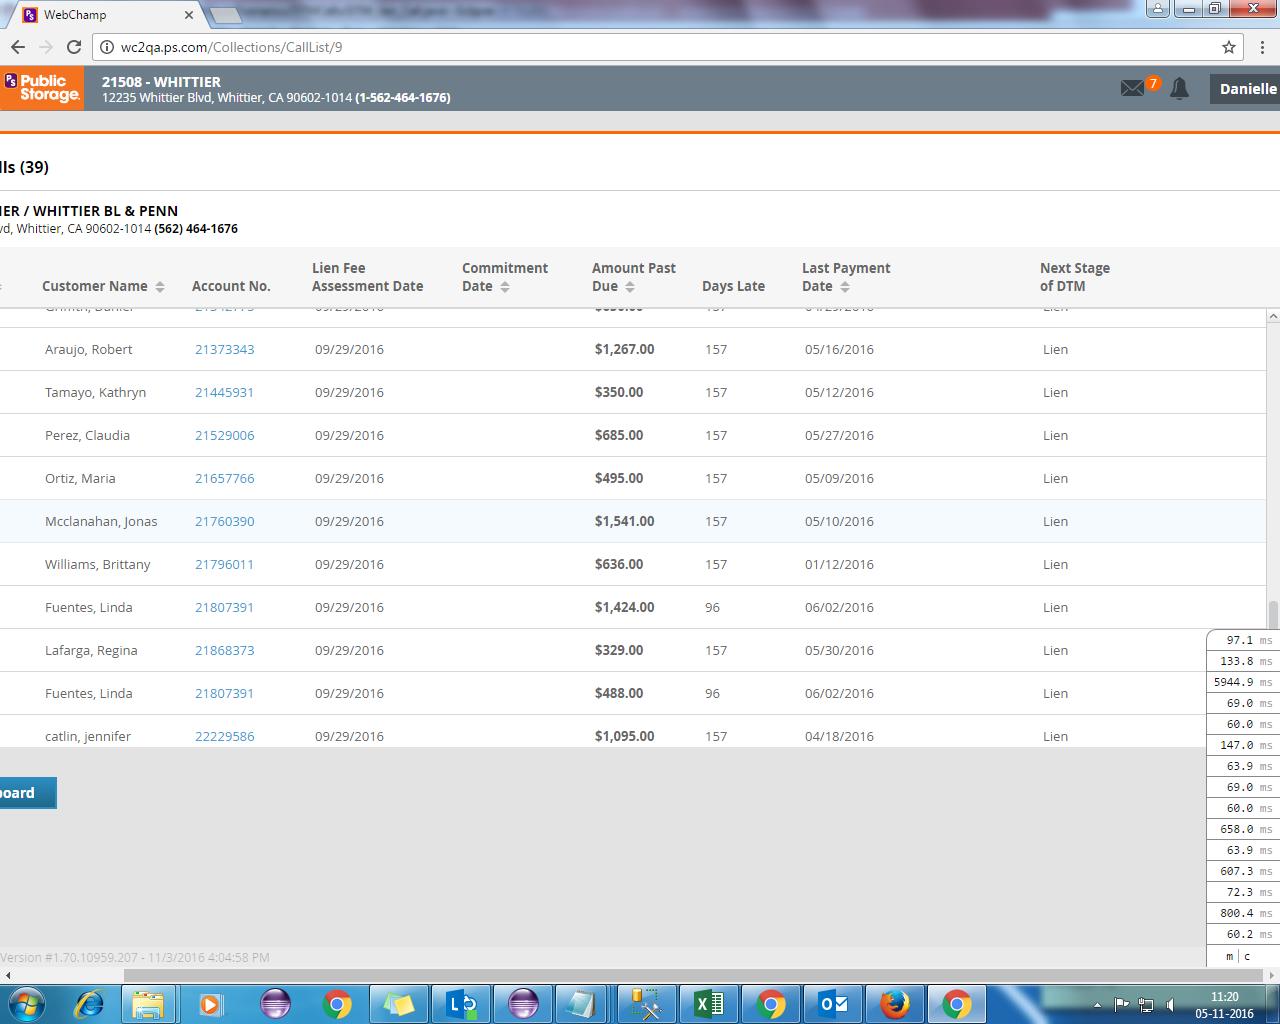 WebChamp
wc2qa.ps.com/Collections/CallList/9
PS Public Storage.
21508 - WHITTIER
12235 Whittier Blvd, Whittier, CA 90602-1014 (1-562-464-1676)
7
Danielle
lls (39)
IER / WHITTIER BL & PENN
vd, Whittier, CA 90602-1014 (562) 464-1676
Customer Name Account No. Lien Fee Assessment Date Commitment Date Amount Past Due Days Late Last Payment Date Next Stage of DTM
Araujo, Robert 21373343 09/29/2016 $1,267.00 157 05/16/2016 Lien
Tamayo, Kathryn 21445931 09/29/2016 $350.00 157 05/12/2016 Lien
Perez, Claudia 21529006 09/29/2016 $685.00 157 05/27/2016 Lien
Ortiz, Maria 21657766 09/29/2016 $495.00 157 05/09/2016 Lien
Mcclanahan, Jonas 21760390 09/29/2016 $1,541.00 157 05/10/2016 Lien
Williams, Brittany 21796011 09/29/2016 $636.00 157 01/12/2016 Lien
Fuentes, Linda 21807391 09/29/2016 $1,424.00 96 06/02/2016 Lien
Lafarga, Regina 21868373 09/29/2016 $329.00 157 05/30/2016 Lien
Fuentes, Linda 21807391 09/29/2016 $488.00 96 06/02/2016 Lien
catlin, jennifer 22229586 09/29/2016 $1,095.00 157 04/18/2016 Lien
97.1 ms
133.8 ms
5944.9 ms
69.0 ms
60.0 ms
147.0 ms
63.9 ms
69.0 ms
60.0 ms
658.0 ms
63.9 ms
607.3 ms
72.3 ms
800.4 ms
60.2 ms
m | c
board
Version #1.70.10959.207 - 11/3/2016 4:04:58 PM
11:20
05-11-2016